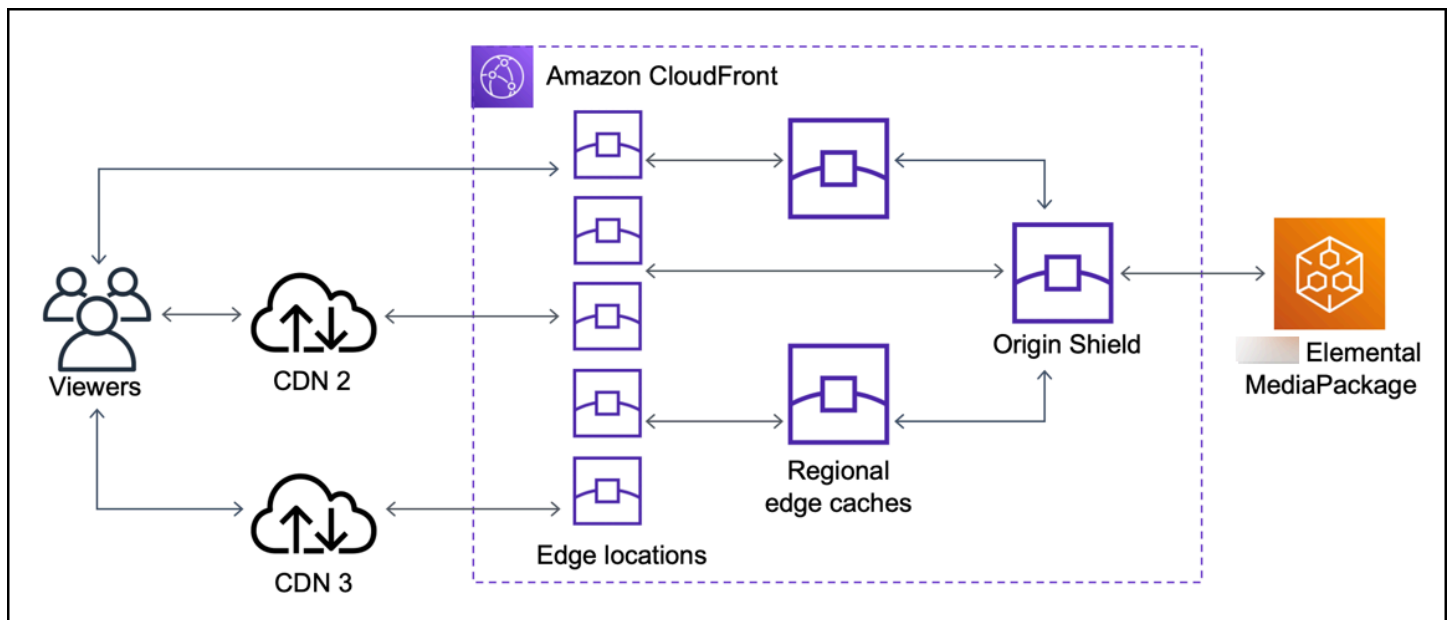 Amazon CloudFront
Viewers
CDN 2
CDN 3
Edge locations
Regional
edge caches
Origin Shield
Elemental
MediaPackage